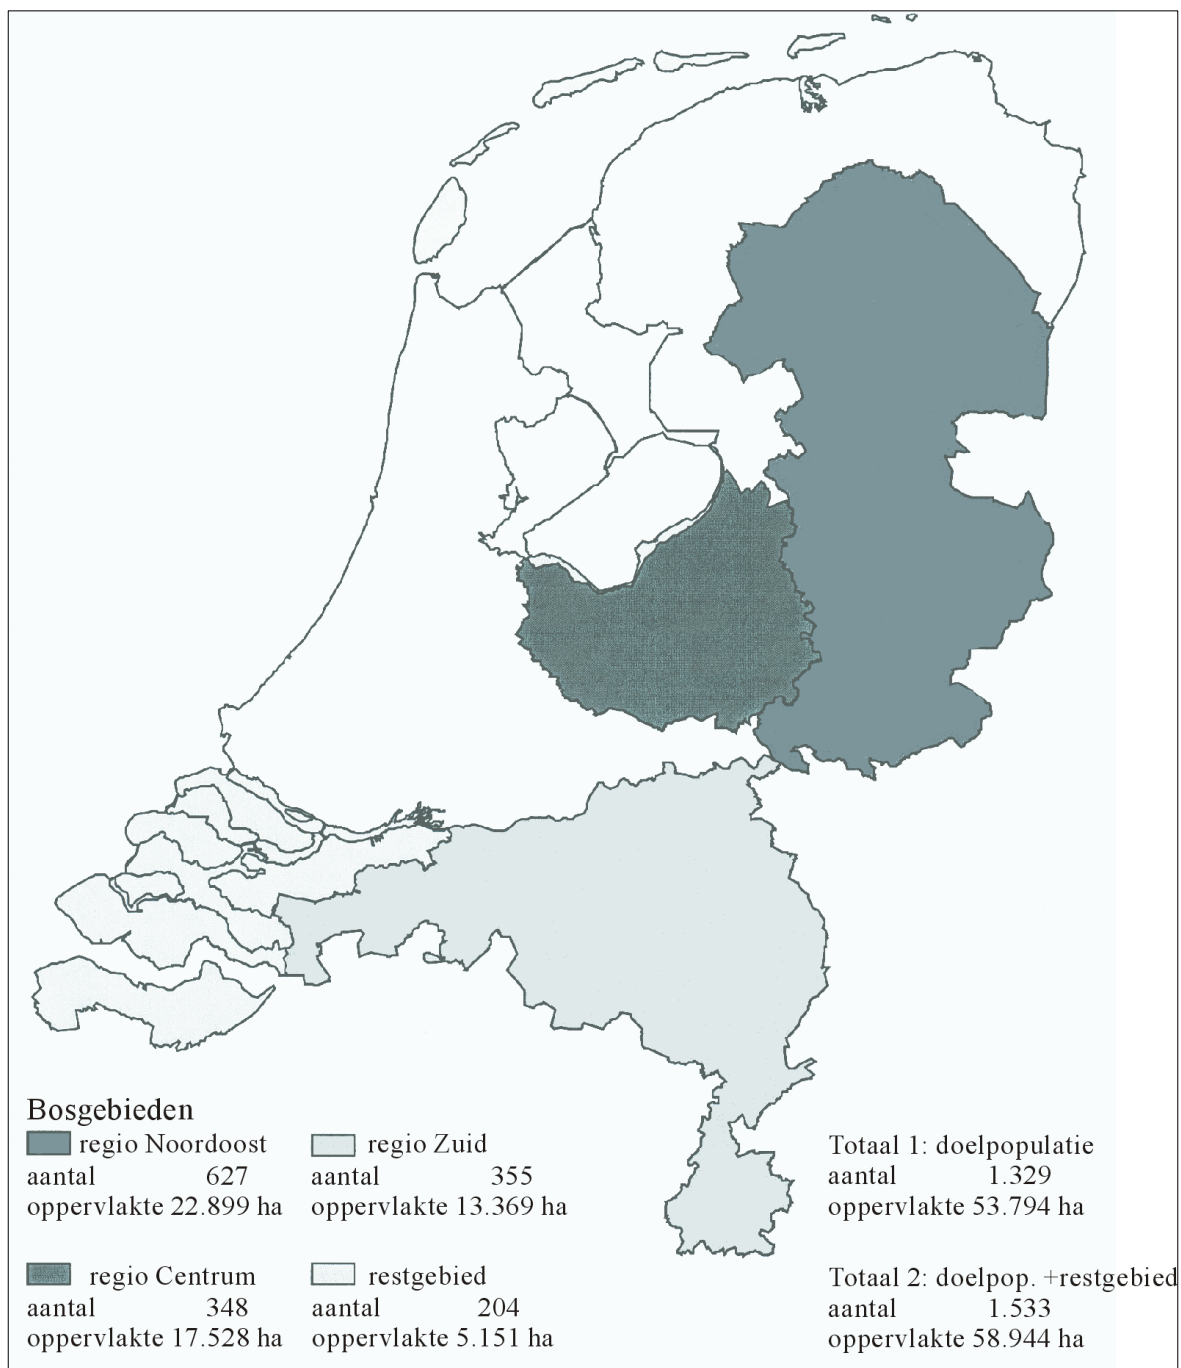 Bosgebieden
regio Noordoost
aantal 627
oppervlakte 22.899 ha
regio Zuid
aantal 355
oppervlakte 13.369 ha
Totaal 1: doelpopulatie
aantal 1.329
oppervlakte 53.794 ha
regio Centrum
aantal 348
oppervlakte 17.528 ha
restgebied
aantal 204
oppervlakte 5.151 ha
Totaal 2: doelpop. +restgebied
aantal 1.533
oppervlakte 58.944 ha